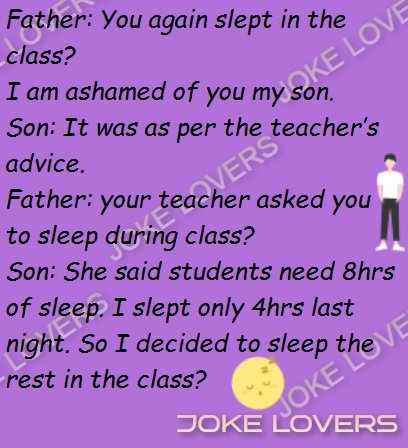 Father: You again slept in the
class?
I am ashamed of you my son.
Son: It was as per the teacher's
advice.
Father: your teacher asked you
to sleep during class?
Son: She said students need 8hrs
of sleep. I slept only 4hrs last
night. So I decided to sleep the
rest in the class?
JOKE LOVERS